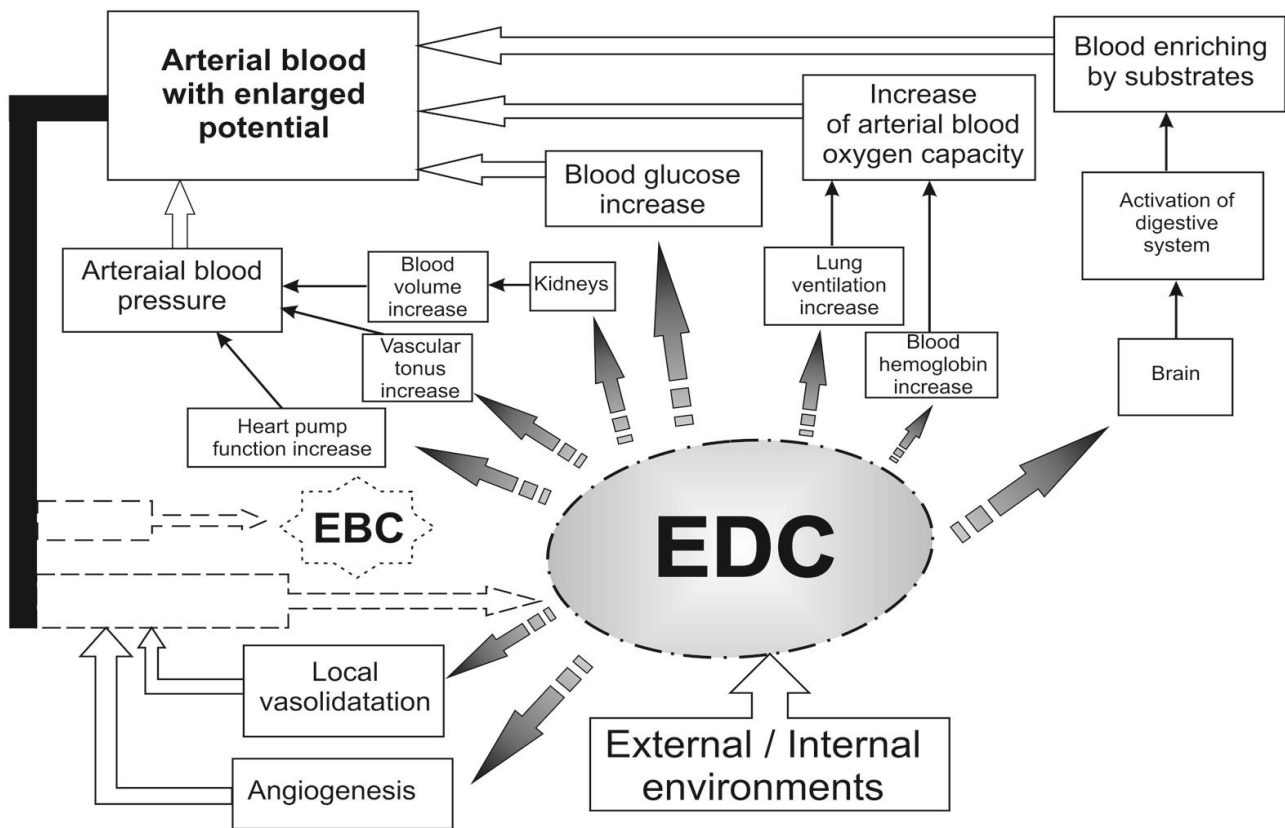 Arterial blood
with enlarged
potential
Blood enriching
by substrates
Increase
of arterial blood
oxygen capacity
Blood glucose
increase
Activation of
digestive
system
Arteraial blood
pressure
Blood
volume
increase
Kidneys
Lung
ventilation
increase
Vascular
tonus
increase
Blood
hemoglobin
increase
Brain
Heart pump
function increase
EBC
EDC
Local
vasolidatation
External / Internal
environments
Angiogenesis